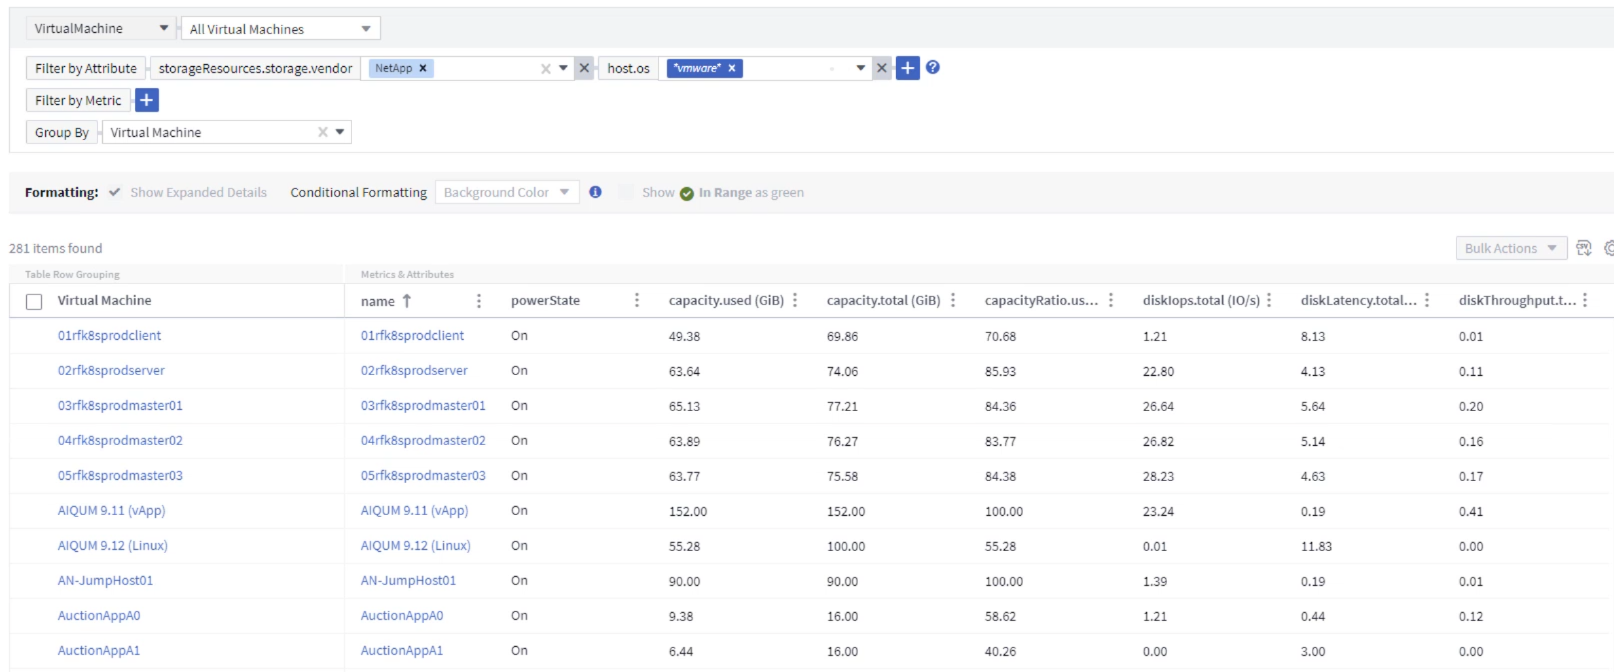 VirtualMachine All Virtual Machines
Filter by Attribute storageResources.storage.vendor NetApp x host.os *vmware* x + ?
Filter by Metric +
Group By Virtual Machine
Formatting: Show Expanded Details Conditional Formatting Background Color Show In Range as green
281 items found Bulk Actions
Table Row Grouping Metrics & Attributes
Virtual Machine name ↑ powerState capacity.used (GiB) capacity.total (GiB) capacityRatio.us... diskIops.total (IO/s) diskLatency.total... diskThroughput.t...
01rfk8sprodclient 01rfk8sprodclient On 49.38 69.86 70.68 1.21 8.13 0.01
02rfk8sprodserver 02rfk8sprodserver On 63.64 74.06 85.93 22.80 4.13 0.11
03rfk8sprodmaster01 03rfk8sprodmaster01 On 65.13 77.21 84.36 26.64 5.64 0.20
04rfk8sprodmaster02 04rfk8sprodmaster02 On 63.89 76.27 83.77 26.82 5.14 0.16
05rfk8sprodmaster03 05rfk8sprodmaster03 On 63.77 75.58 84.38 28.23 4.63 0.17
AIQUM 9.11 (vApp) AIQUM 9.11 (vApp) On 152.00 152.00 100.00 23.24 0.19 0.41
AIQUM 9.12 (Linux) AIQUM 9.12 (Linux) On 55.28 100.00 55.28 0.01 11.83 0.00
AN-JumpHost01 AN-JumpHost01 On 90.00 90.00 100.00 1.39 0.19 0.01
AuctionAppA0 AuctionAppA0 On 9.38 16.00 58.62 1.21 0.44 0.12
AuctionAppA1 AuctionAppA1 On 6.44 16.00 40.26 0.00 3.00 0.00